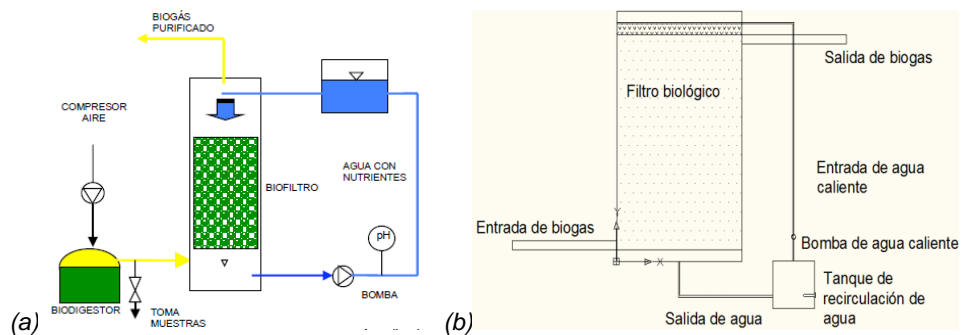 BIOGÁS
PURIFICADO
COMPRESOR
AIRE
AGUA CON
NUTRIENTES
BIOFILTRO
pH
BOMBA
BIODIGESTOR
TOMA
MUESTRAS
(a)
Salida de biogas
Filtro biológico
Entrada de agua
caliente
Y
Entrada de biogas
Bomba de agua caliente
X
Tanque de
recirculación de
agua
Salida de agua
(b)